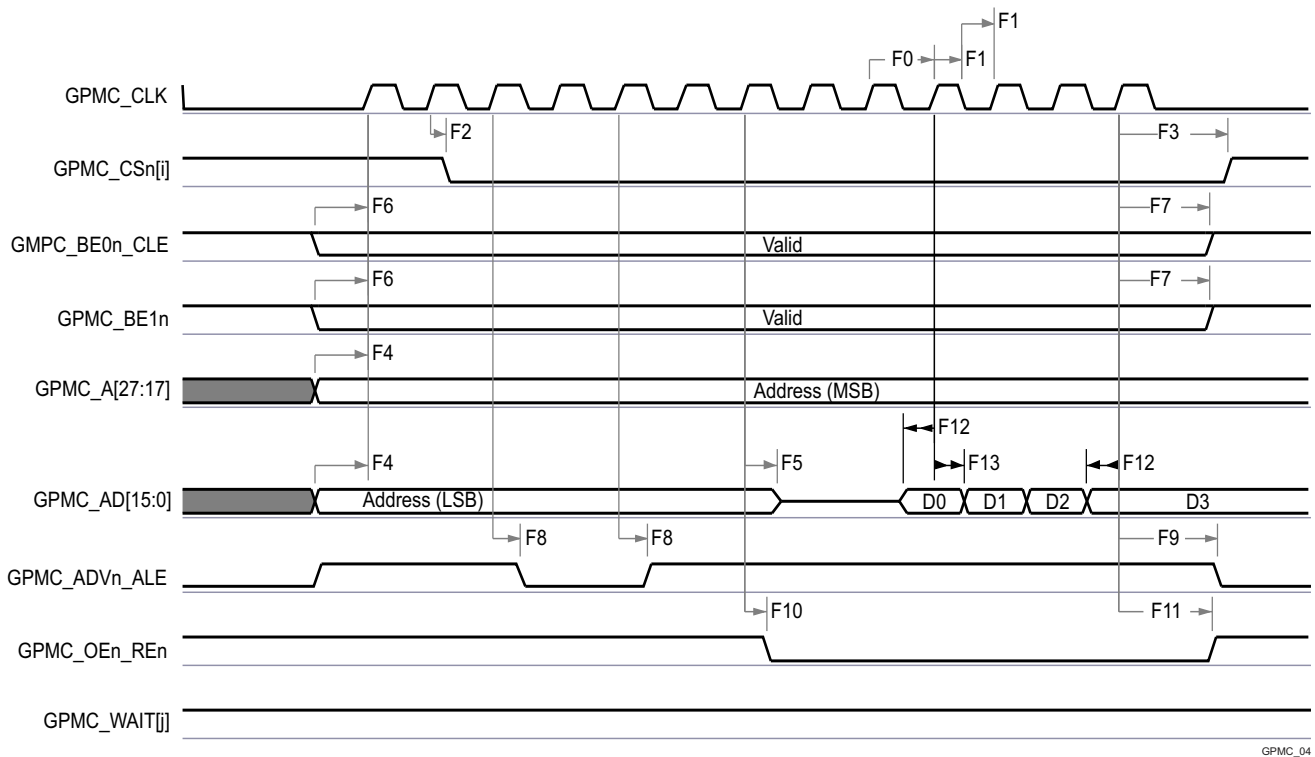 F1
F0
F1
GPMC_CLK
F2
F3
GPMC_CSn[i]
F6
F7
GMPC_BE0n_CLE
Valid
F6
F7
GPMC_BE1n
Valid
F4
GPMC_A[27:17]
Address (MSB)
F12
F4
F5
F13
F12
GPMC_AD[15:0]
Address (LSB)
D0
D1
D2
D3
F8
F8
F9
GPMC_ADVn_ALE
F10
F11
GPMC_OEn_REn
GPMC_WAIT[j]
GPMC_04